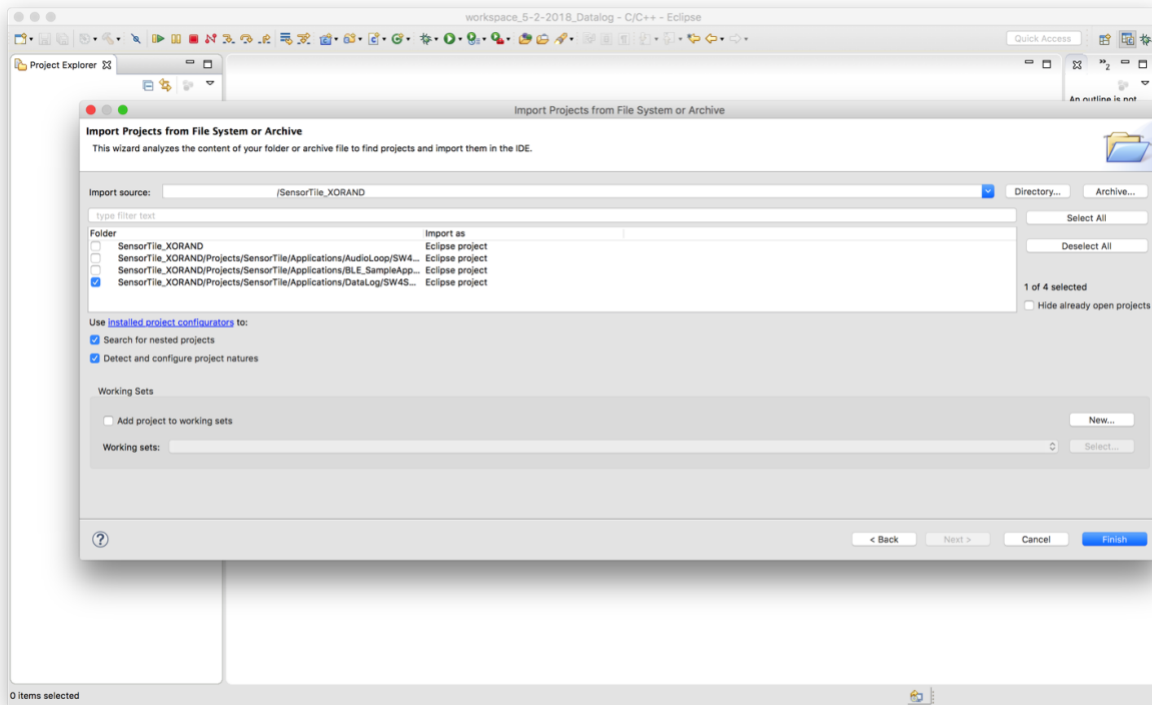 workspace_5-2-2018_Datalog - C/C++ - Eclipse
Quick Access
Project Explorer
2
An outline is not
Import Projects from File System or Archive
Import Projects from File System or Archive
This wizard analyzes the content of your folder or archive file to find projects and import them in the IDE.
Import source: /SensorTile_XORAND Directory... Archive...
type filter text Select All
Folder Import as
SensorTile_XORAND Eclipse project Deselect All
SensorTile_XORAND/Projects/SensorTile/Applications/AudioLoop/SW4... Eclipse project
SensorTile_XORAND/Projects/SensorTile/Applications/BLE_SampleApp... Eclipse project
SensorTile_XORAND/Projects/SensorTile/Applications/DataLog/SW4S... Eclipse project
1 of 4 selected
Hide already open projects
Use installed project configurators to:
Search for nested projects
Detect and configure project natures
Working Sets
Add project to working sets New...
Working sets: Select...
? < Back Next > Cancel Finish
0 items selected